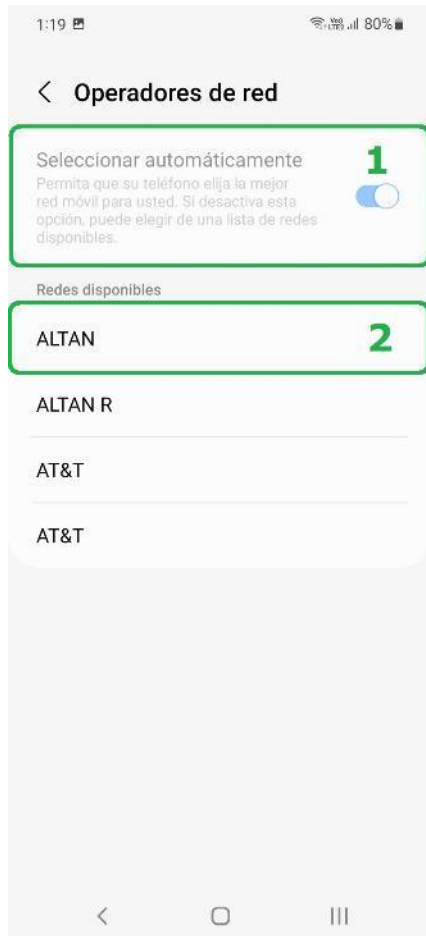 1:19 80%
Operadores de red
Seleccionar automáticamente 1
Permita que su teléfono elija la mejor
red móvil para usted. Si desactiva esta
opción, puede elegir de una lista de redes
disponibles.
Redes disponibles
ALTAN 2
ALTAN R
AT&T
AT&T